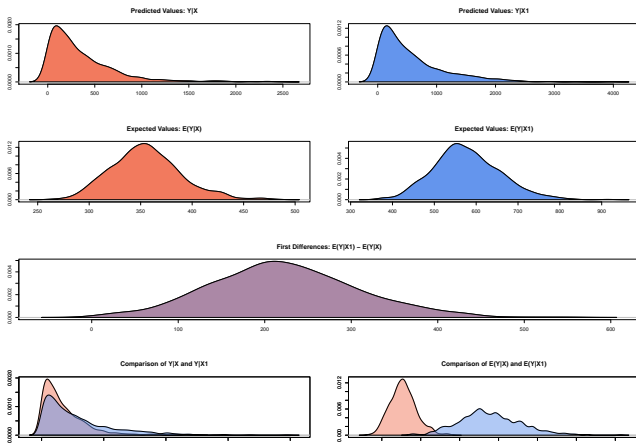 Predicted Values: Y|X
0.0000 0.0010 0.0020
0 500 1000 1500 2000 2500
Predicted Values: Y|X1
0.0000 0.0006 0.0012
0 1000 2000 3000 4000
Expected Values: E(Y|X)
0.000 0.006 0.012
250 300 350 400 450 500
Expected Values: E(Y|X1)
0.000 0.002 0.004
300 400 500 600 700 800 900
First Differences: E(Y|X1) − E(Y|X)
0.000 0.002 0.004
0 100 200 300 400 500 600
Comparison of Y|X and Y|X1
0.0000 0.0010 0.0020
Comparison of E(Y|X) and E(Y|X1)
0.000 0.006 0.012